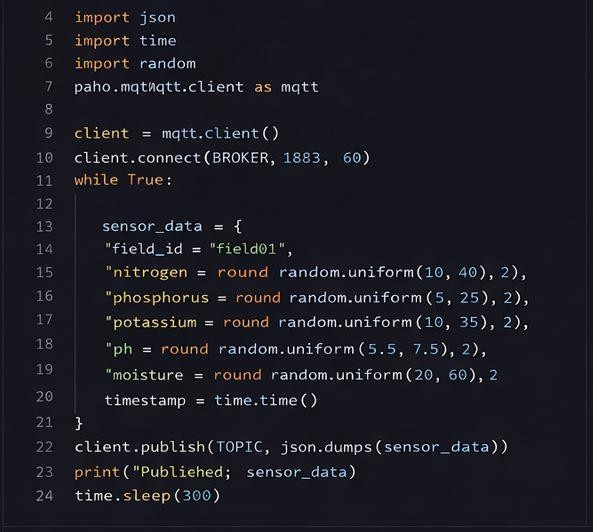 4 import json
5 import time
6 import random
7 paho.mqtt.client as mqtt
8
9 client = mqtt.client()
10 client.connect(BROKER, 1883, 60)
11 while True:
12
13 sensor_data = {
14 "field_id = "field01",
15 "nitrogen = round random.uniform(10, 40), 2),
16 "phosphorus = round random.uniform(5, 25), 2),
17 "potassium = round random.uniform(10, 35), 2),
18 "ph = round random.uniform(5.5, 7.5), 2),
19 "moisture = round random.uniform(20, 60), 2
20 timestamp = time.time()
21 }
22 client.publish(TOPIC, json.dumps(sensor_data))
23 print("Publiehed; sensor_data)
24 time.sleep(300)